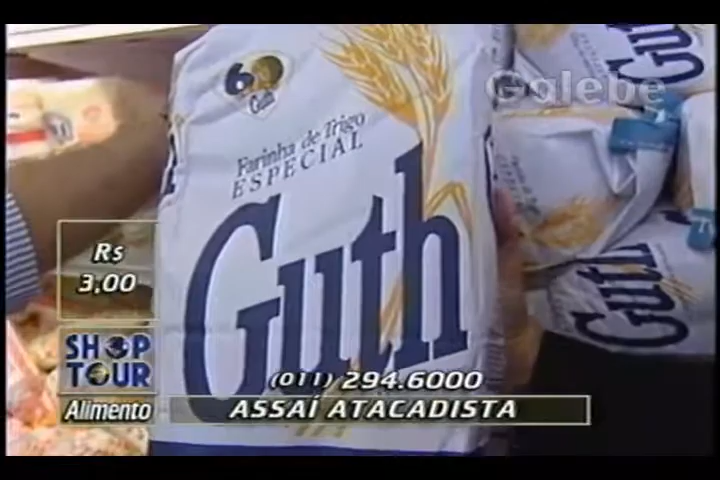 60
Guth
Galebe
Farinha de Trigo
ESPECIAL
Guth
Guth
Guth
R$
3,00
SHOP
TOUR
(011) 294.6000
Alimento
ASSAÍ ATACADISTA